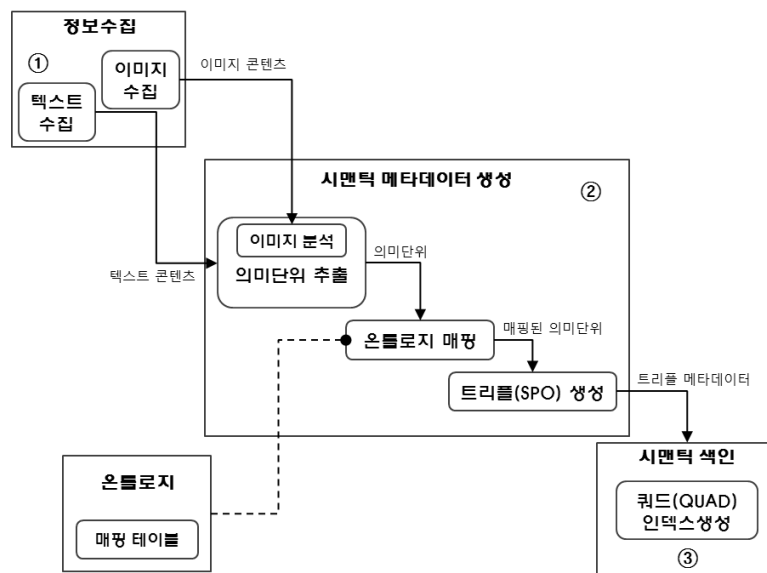 정보수집
①
이미지
수집
이미지 콘텐츠
텍스트
수집
시맨틱 메타데이터 생성
②
이미지 분석
의미단위 추출
의미단위
텍스트 콘텐츠
온톨로지 매핑
매핑된 의미단위
트리플(SPO) 생성
트리플 메타데이터
온톨로지
매핑 테이블
시맨틱 색인
쿼드(QUAD)
인덱스생성
③